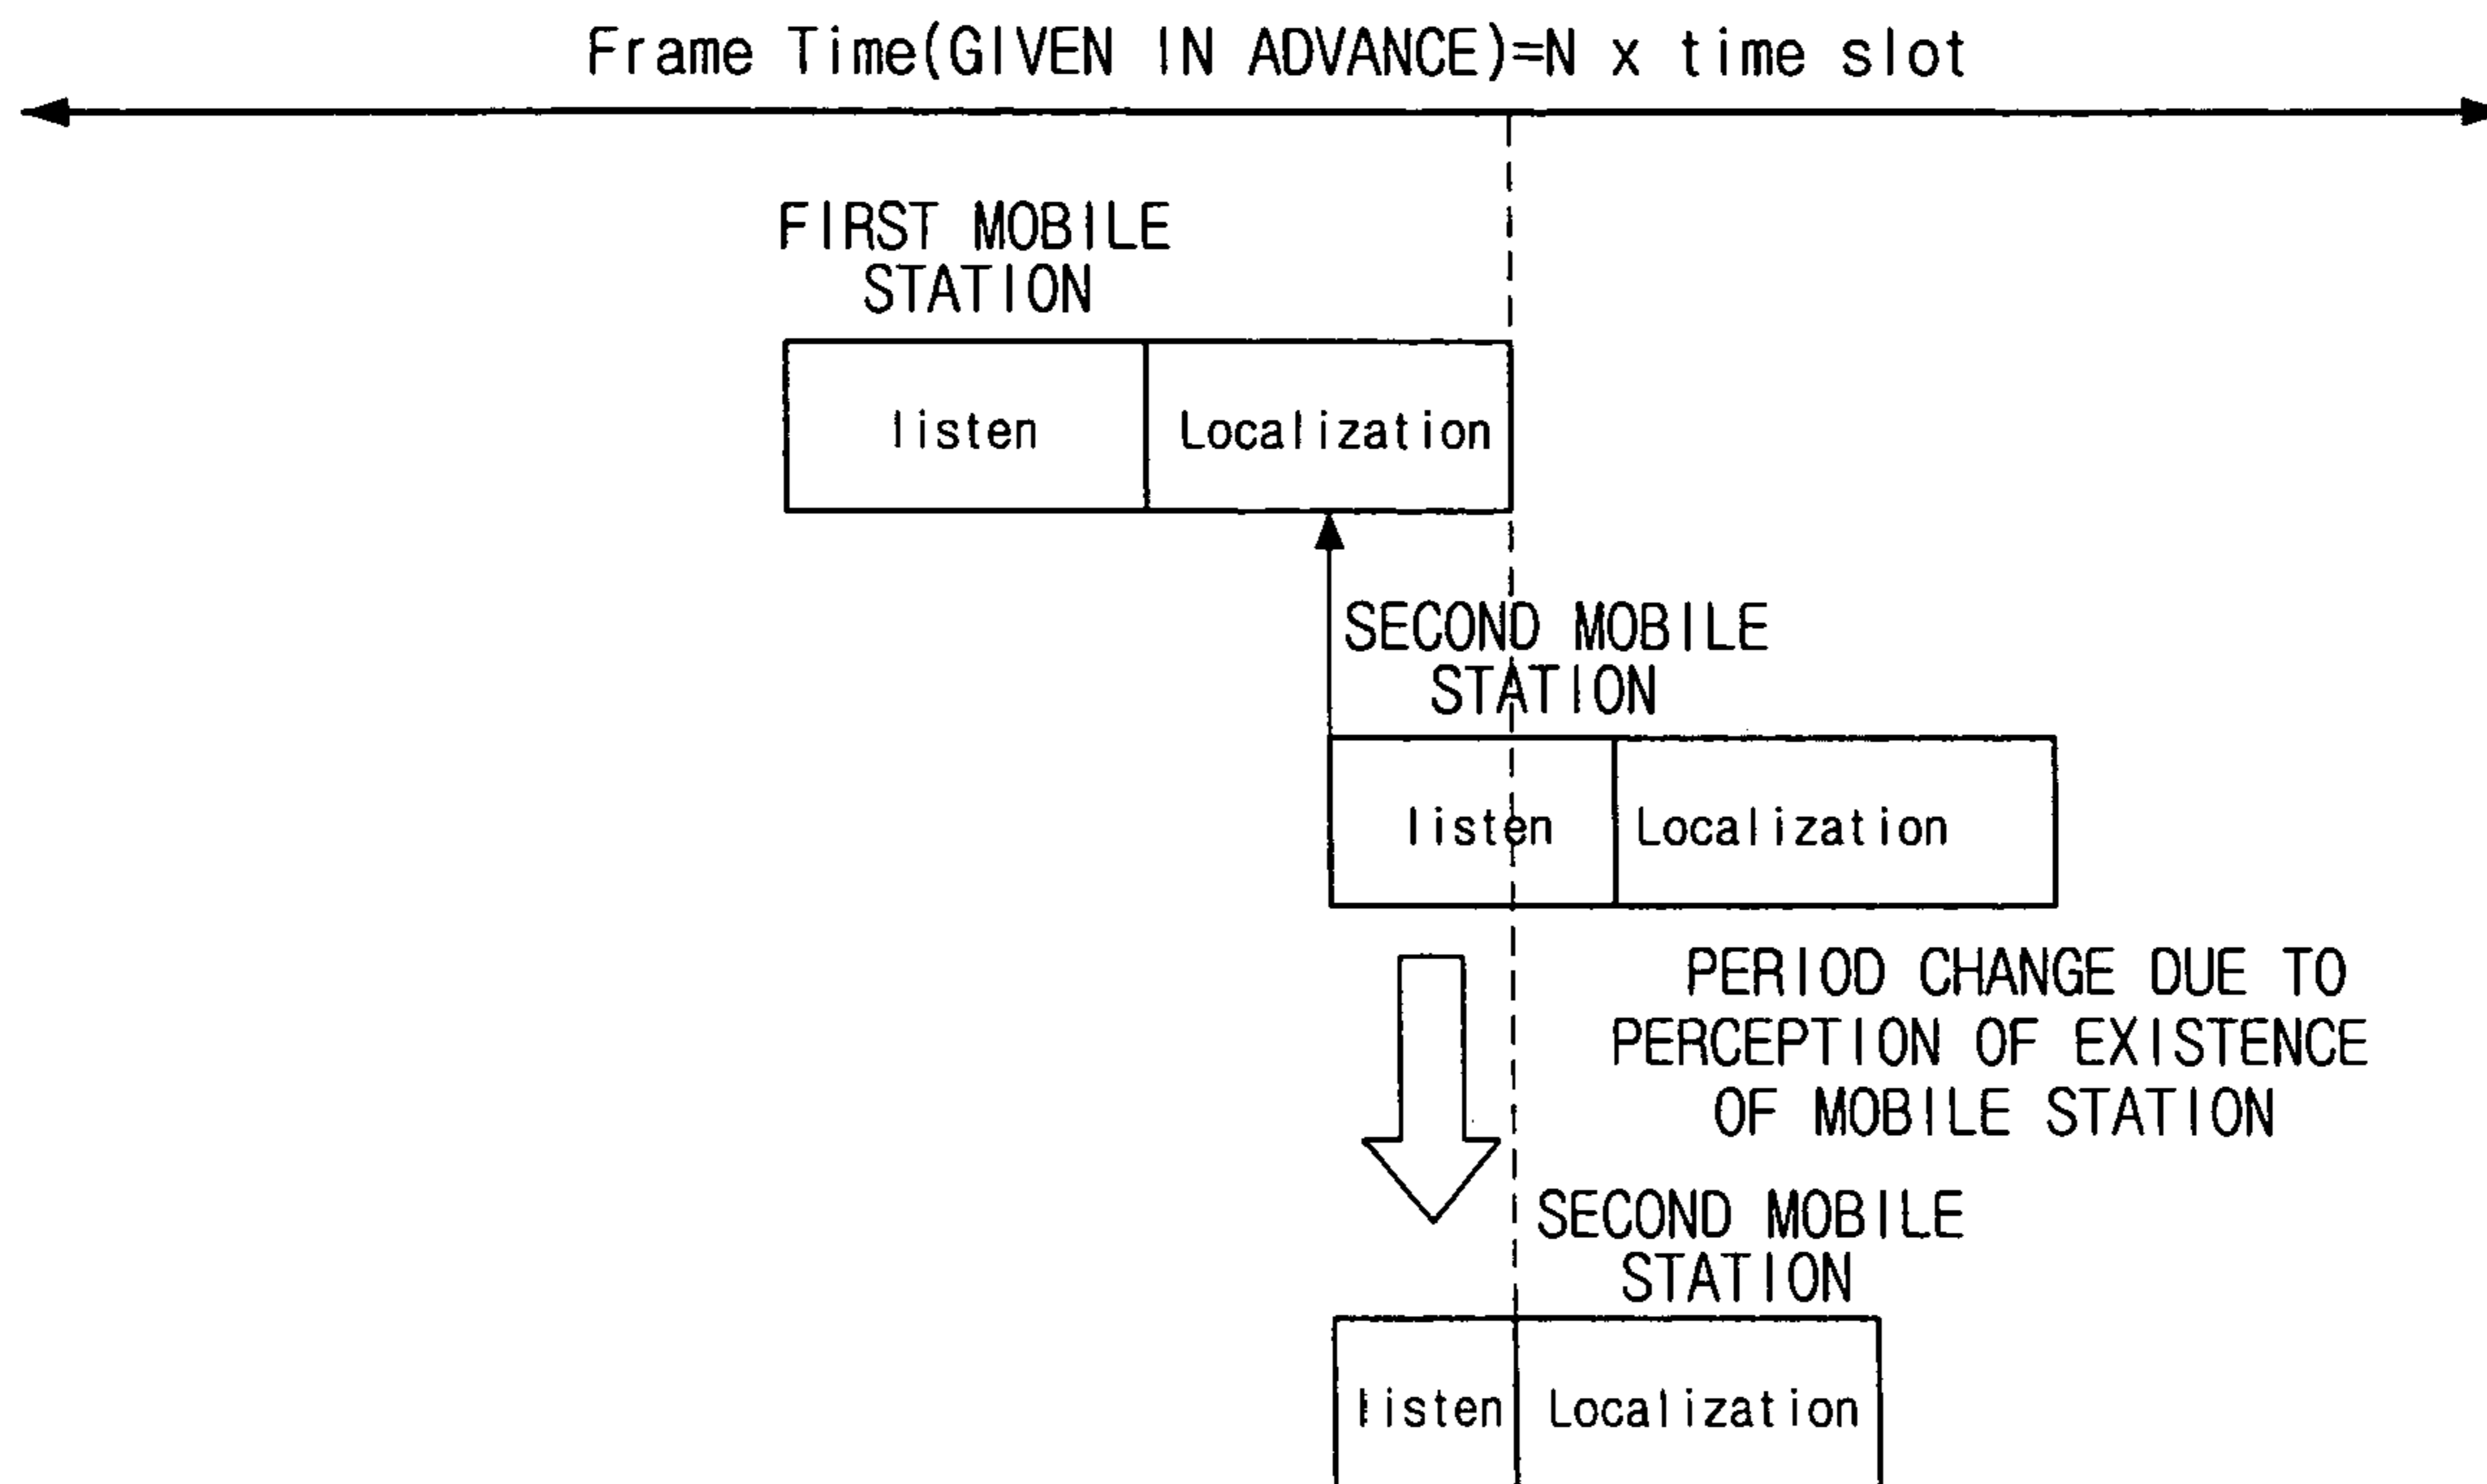 Frame Time(GIVEN IN ADVANCE)=N x time slot
FIRST MOBILE
STATION
listen Localization
SECOND MOBILE
STATION
listen Localization
PERIOD CHANGE DUE TO
PERCEPTION OF EXISTENCE
OF MOBILE STATION
SECOND MOBILE
STATION
listen Localization